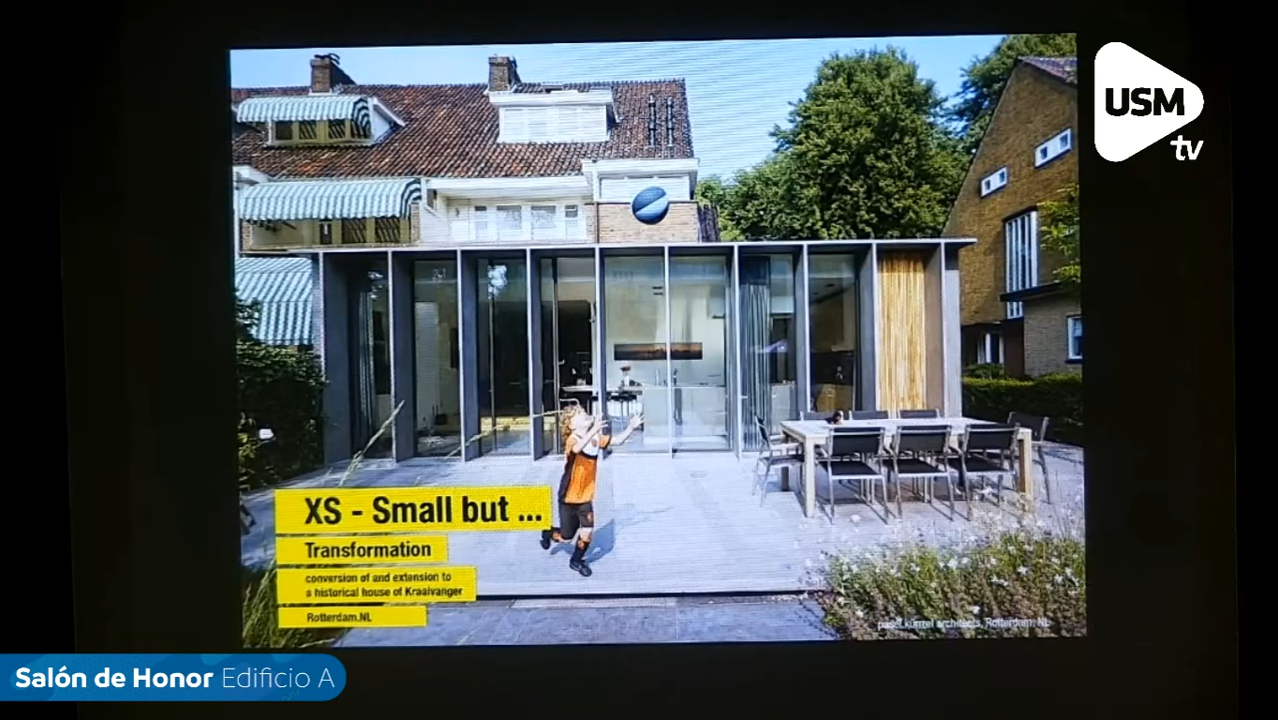 USM
tv
XS - Small but ...
Transformation
conversion of and extension to
a historical house of Kraaivanger
Rotterdam.NL
pasel.künzel architects, Rotterdam, NL
Salón de Honor Edificio A